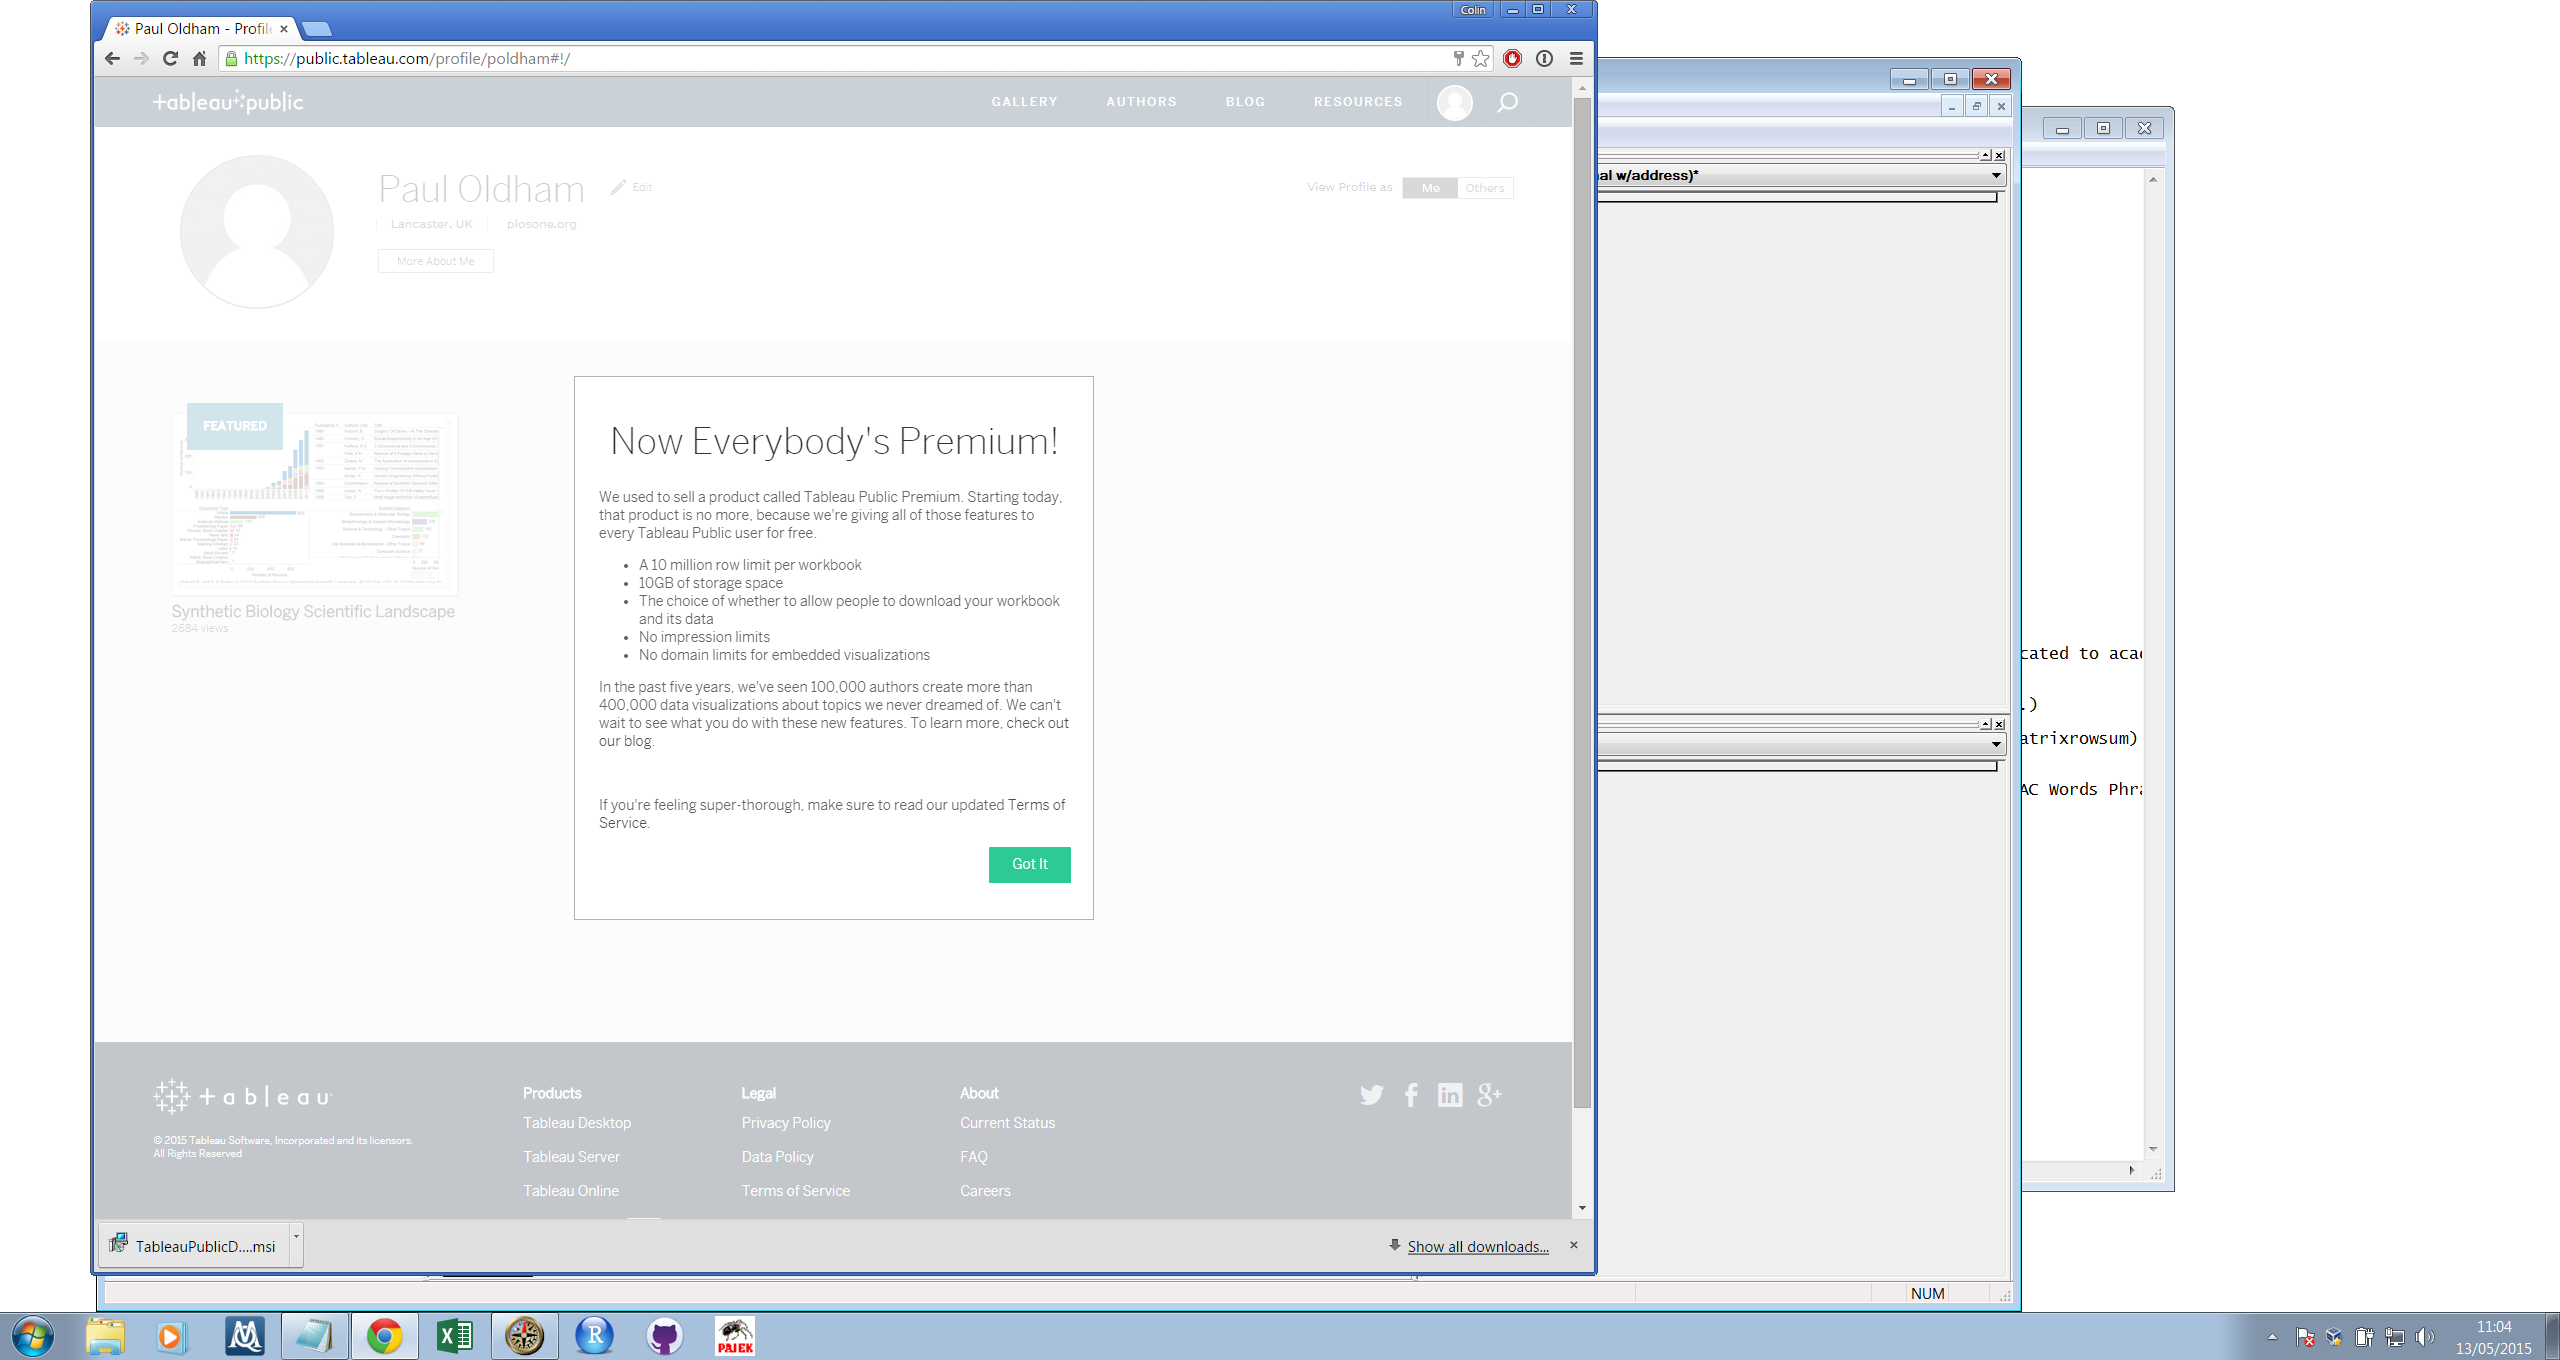 Colin
Paul Oldham - Profil
https://public.tableau.com/profile/poldham#!/
tableau public
GALLERY AUTHORS BLOG RESOURCES
Paul Oldham
Edit
View Profile as Me Others
Lancaster, UK plosone.org
More About Me
al w/address)*
FEATURED
Synthetic Biology Scientific Landscape
2684 views
Now Everybody's Premium!
We used to sell a product called Tableau Public Premium. Starting today,
that product is no more, because we're giving all of those features to
every Tableau Public user for free.
• A 10 million row limit per workbook
• 10GB of storage space
• The choice of whether to allow people to download your workbook
and its data
• No impression limits
• No domain limits for embedded visualizations
In the past five years, we've seen 100,000 authors create more than
400,000 data visualizations about topics we never dreamed of. We can't
wait to see what you do with these new features. To learn more, check out
our blog.
If you're feeling super-thorough, make sure to read our updated Terms of
Service.
Got It
cated to aca
.)
atrixrowsum)
AC Words Phra
tableau
© 2015 Tableau Software, Incorporated and its licensors.
All Rights Reserved
Products
Tableau Desktop
Tableau Server
Tableau Online
Legal
Privacy Policy
Data Policy
Terms of Service
About
Current Status
FAQ
Careers
TableauPublicD....msi
Show all downloads...
NUM
PAJEK
11:04
13/05/2015